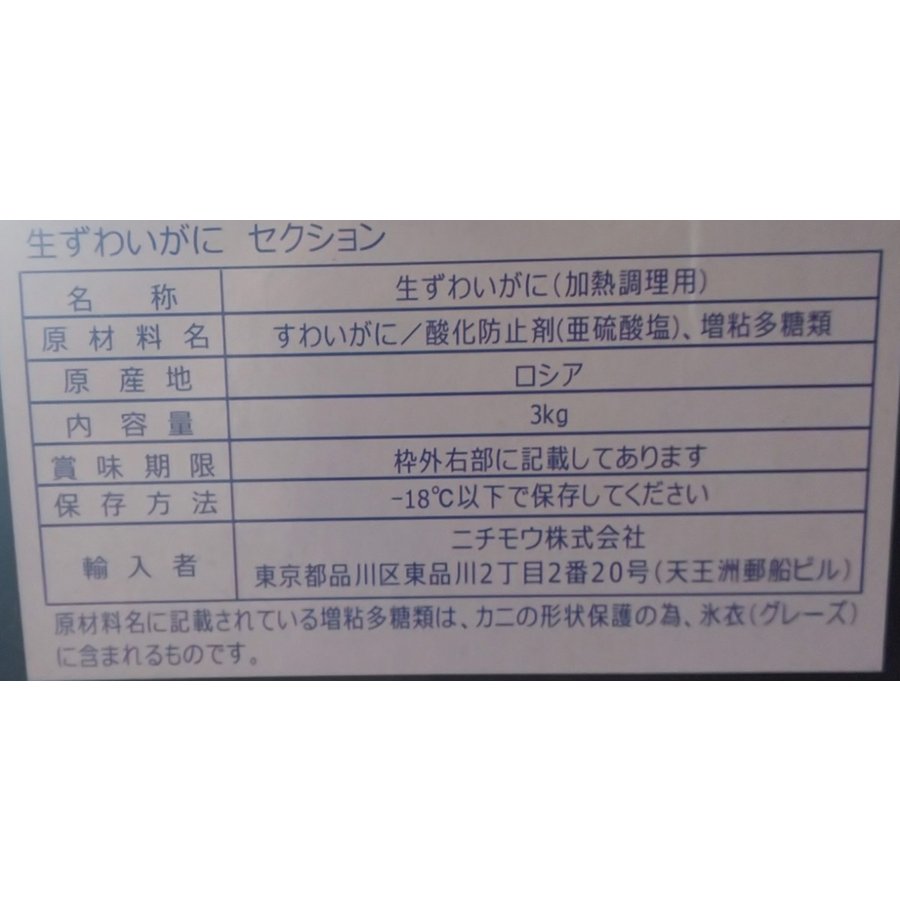 生ずわいがに セクション
名称 生ずわいがに(加熱調理用)
原材料名 すわいがに／酸化防止剤(亜硫酸塩)、増粘多糖類
原産地 ロシア
内容量 3kg
賞味期限 枠外右部に記載してあります
保存方法 -18℃以下で保存してください
輸入者 ニチモウ株式会社
東京都品川区東品川2丁目2番20号(天王洲郵船ビル)
原材料名に記載されている増粘多糖類は、カニの形状保護の為、氷衣(グレーズ)
に含まれるものです。